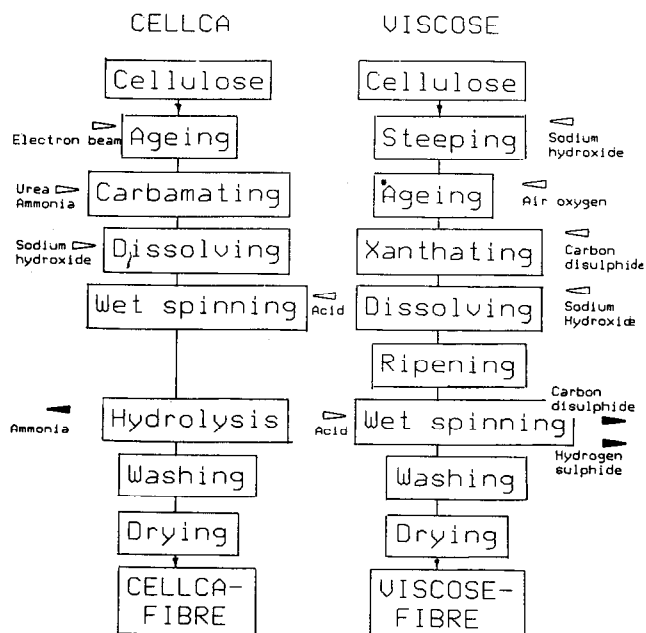 CELLCA
Cellulose
Electron beam
Ageing
Urea
Ammonia
Carbamating
Sodium
hydroxide
Dissolving
Wet spinning
Acid
Ammonia
Hydrolysis
Washing
Drying
CELLCA-
FIBRE
VISCOSE
Cellulose
Steeping
Sodium
hydroxide
Ageing
Air oxygen
Xanthating
Carbon
disulphide
Dissolving
Sodium
Hydroxide
Ripening
Acid
Wet spinning
Carbon
disulphide
Hydrogen
sulphide
Washing
Drying
VISCOSE-
FIBRE